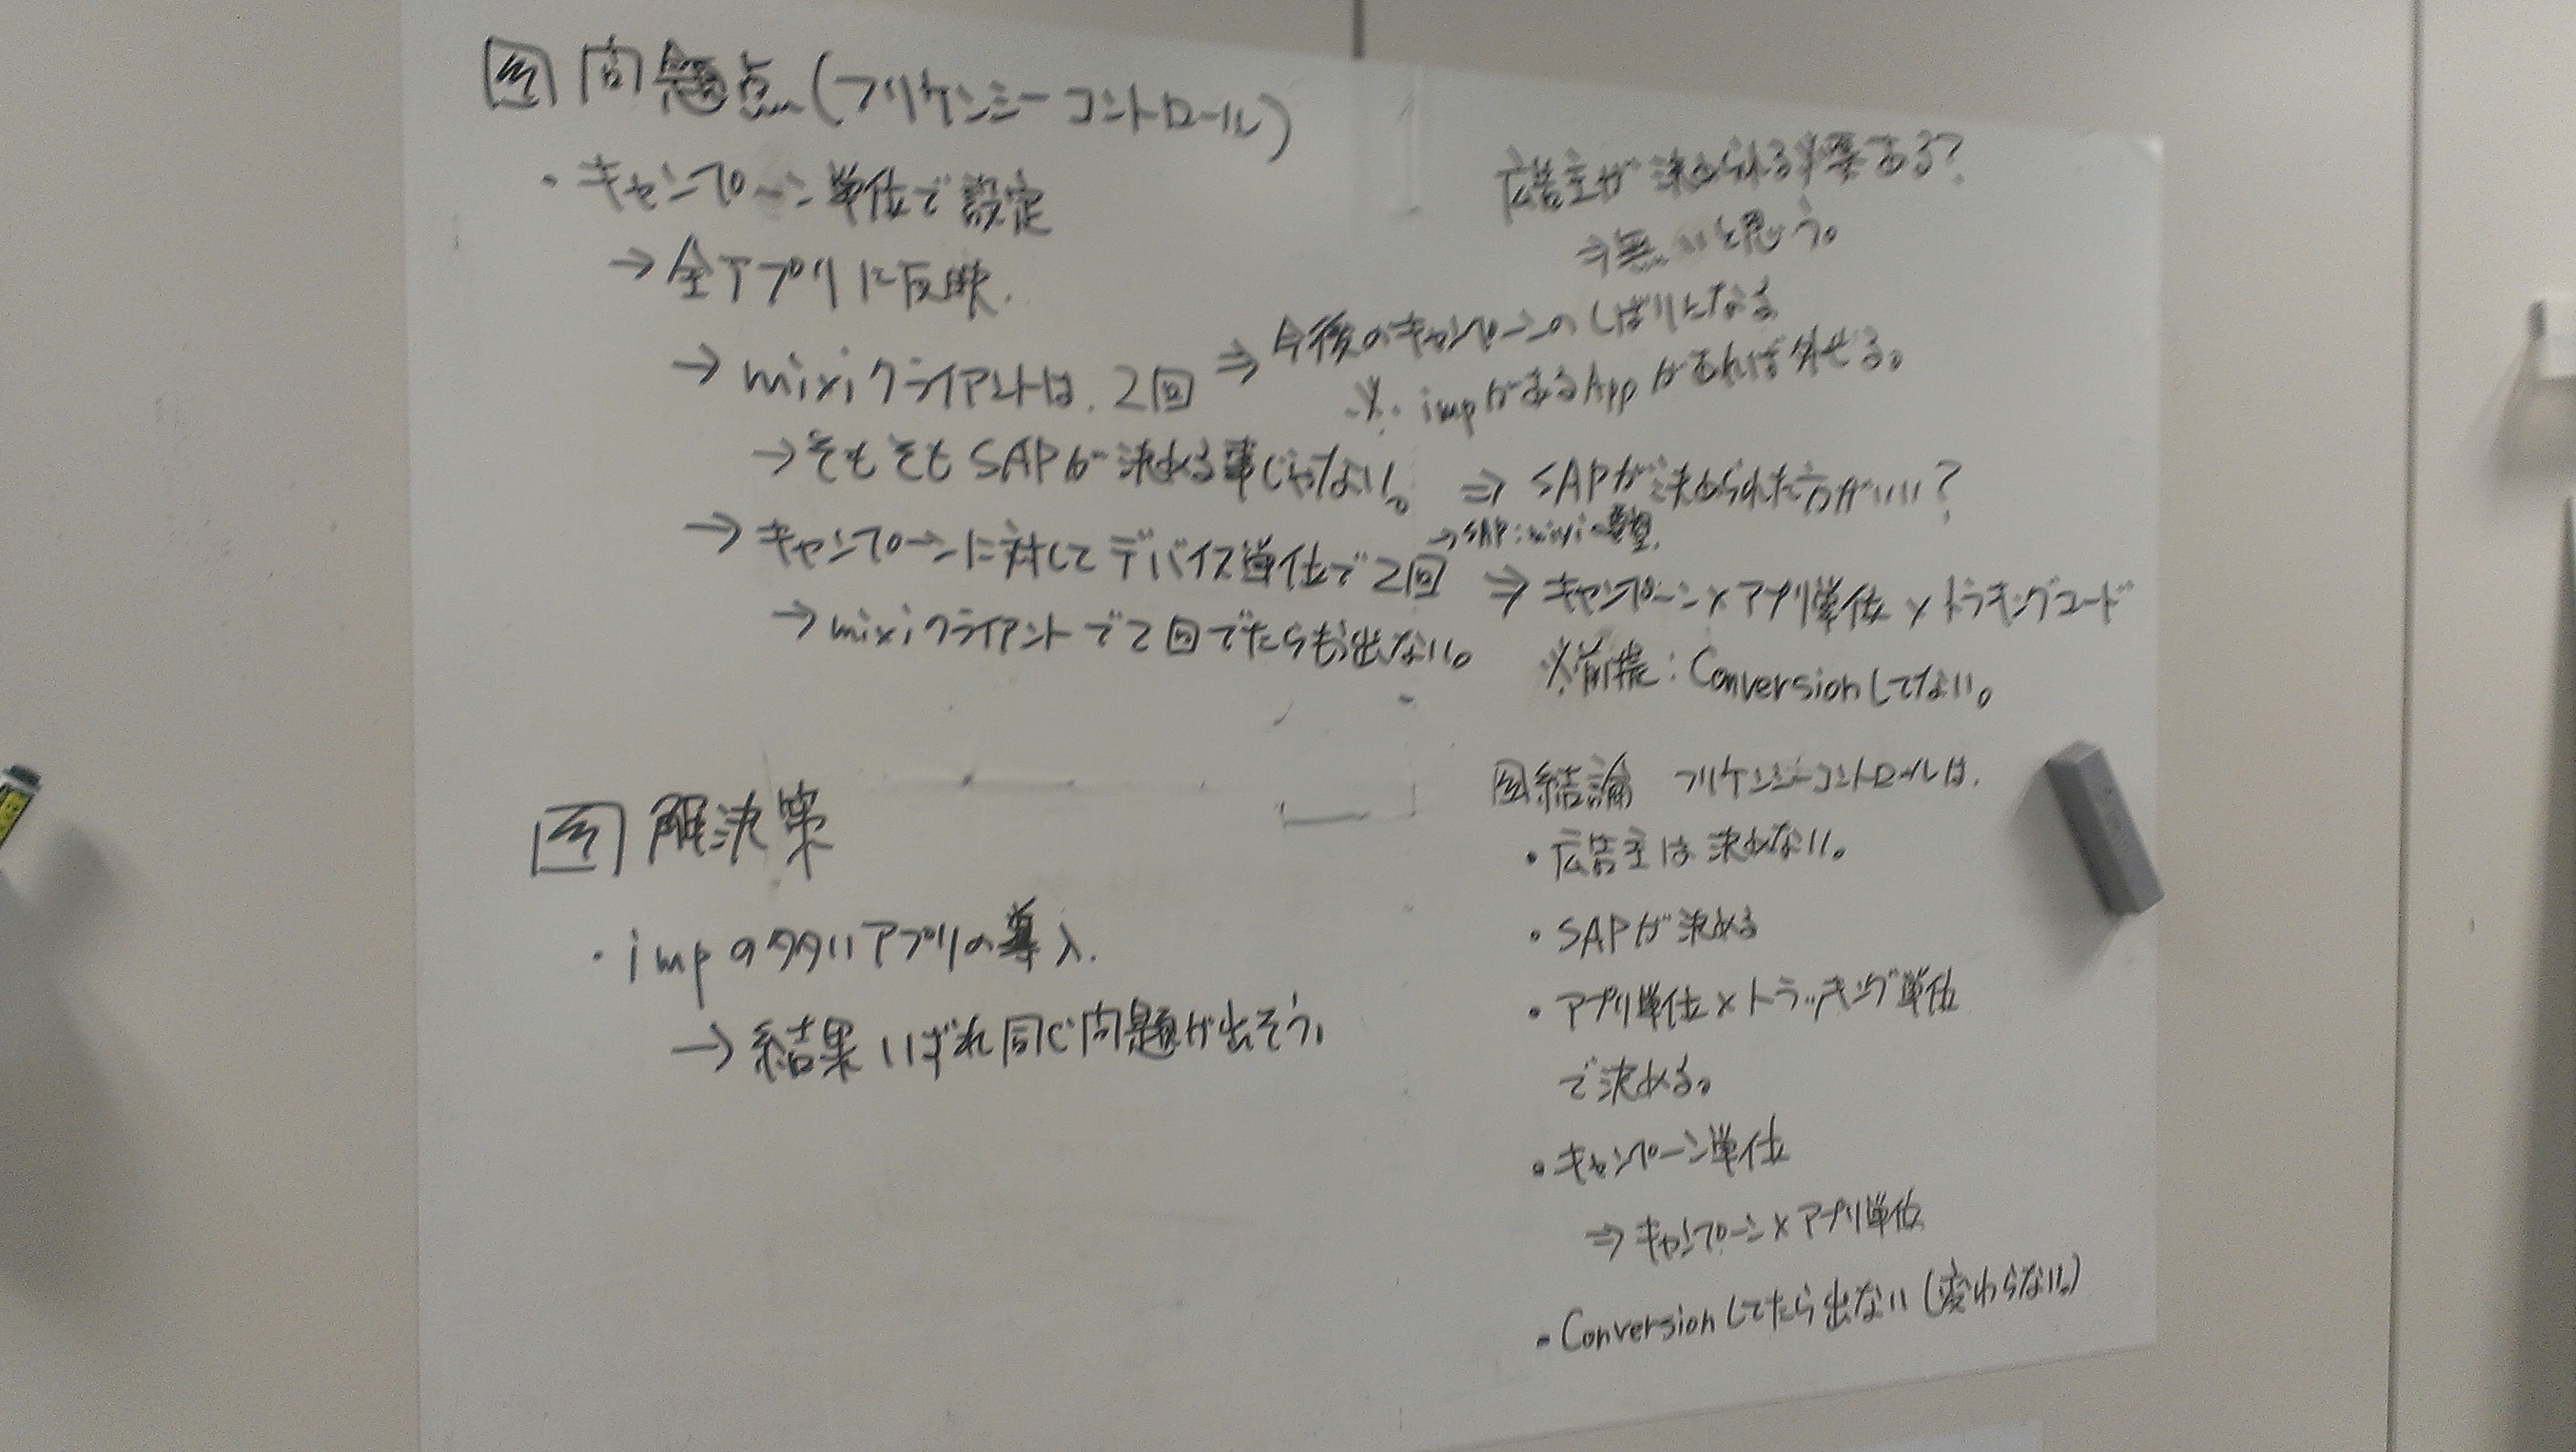 問題点(フリケンシーコントロール)
・キャンペーン単位で設定
→全アプリに反映.
→mixiクライアントは、2回
→そもそもSAPが決める事じゃない。
→キャンペーンに対してデバイス単位で2回
→mixiクライアントで2回でたらもう出ない。
広告主が決められる必要ある?
⇒無いと思う。
⇒今後のキャンペーンのしばりとなる
※impがあるAppがあれば外せる。
⇒SAPが決められた方がいい?
→SAP:mixiの要望.
⇒キャンペーン×アプリ単位×トラキングコード
※前提:Conversionしてない。
解決策
・impの多いアプリの導入.
→結果いずれ同じ問題が出そう。
結論 フリケンシーコントロールは.
・広告主は決めない。
・SAPが決める
・アプリ単位×トラッキング単位
で決める。
・キャンペーン単位
⇒キャンペーン×アプリ単位
・Conversionしてたら出ない(変わらない。)